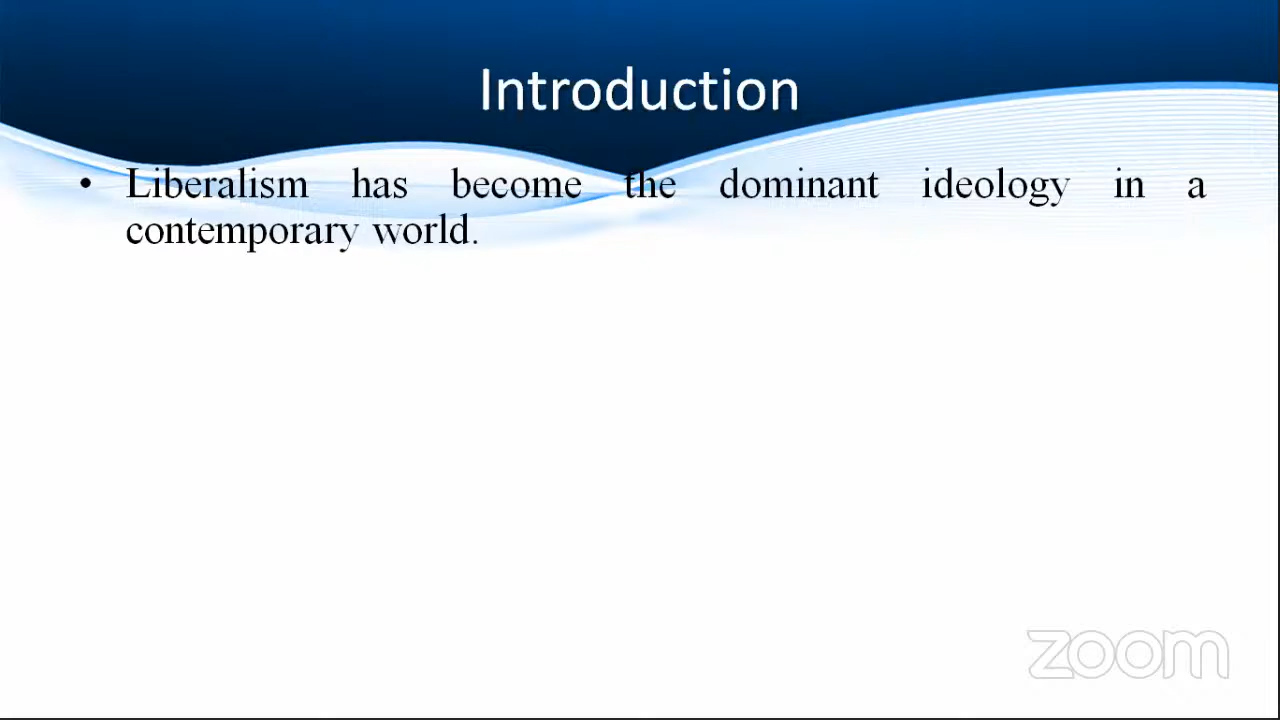 Introduction
• Liberalism has become the dominant ideology in a
contemporary world.
zoom